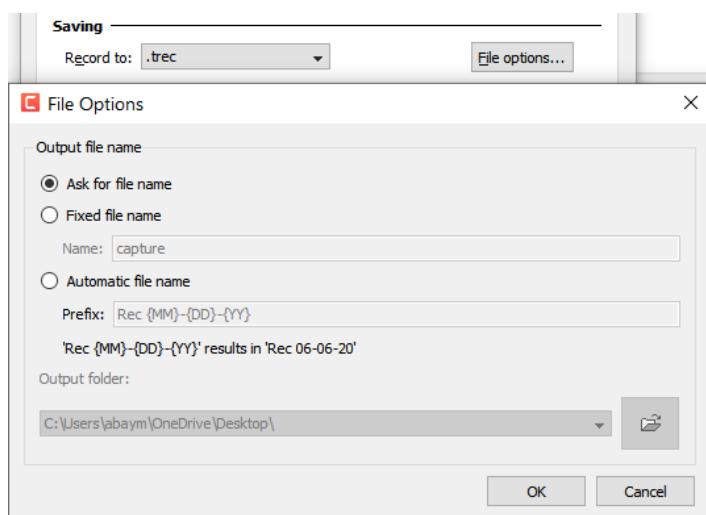 Saving
Record to: .trec File options...
File Options
Output file name
Ask for file name
Fixed file name
Name: capture
Automatic file name
Prefix: Rec {MM}-{DD}-{YY}
'Rec {MM}-{DD}-{YY}' results in 'Rec 06-06-20'
Output folder:
C:\Users\abaym\OneDrive\Desktop\
OK Cancel